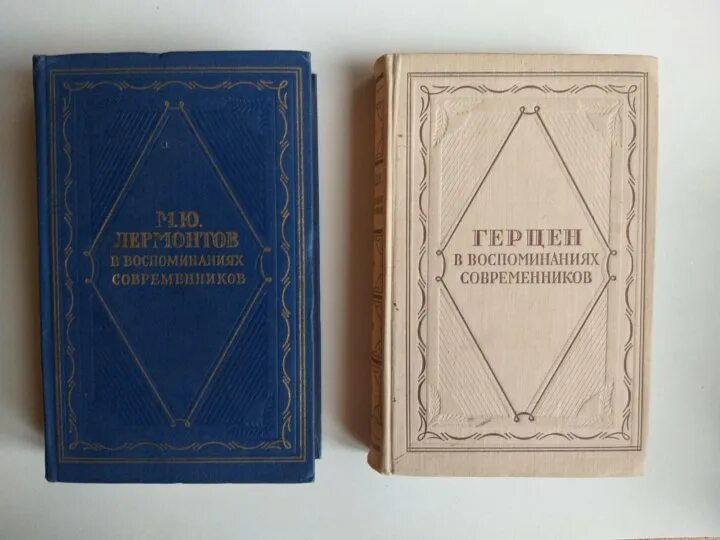 М.Ю.
ЛЕРМОНТОВ
В ВОСПОМИНАНИЯХ
СОВРЕМЕННИКОВ
ГЕРЦЕН
В ВОСПОМИНАНИЯХ
СОВРЕМЕННИКОВ